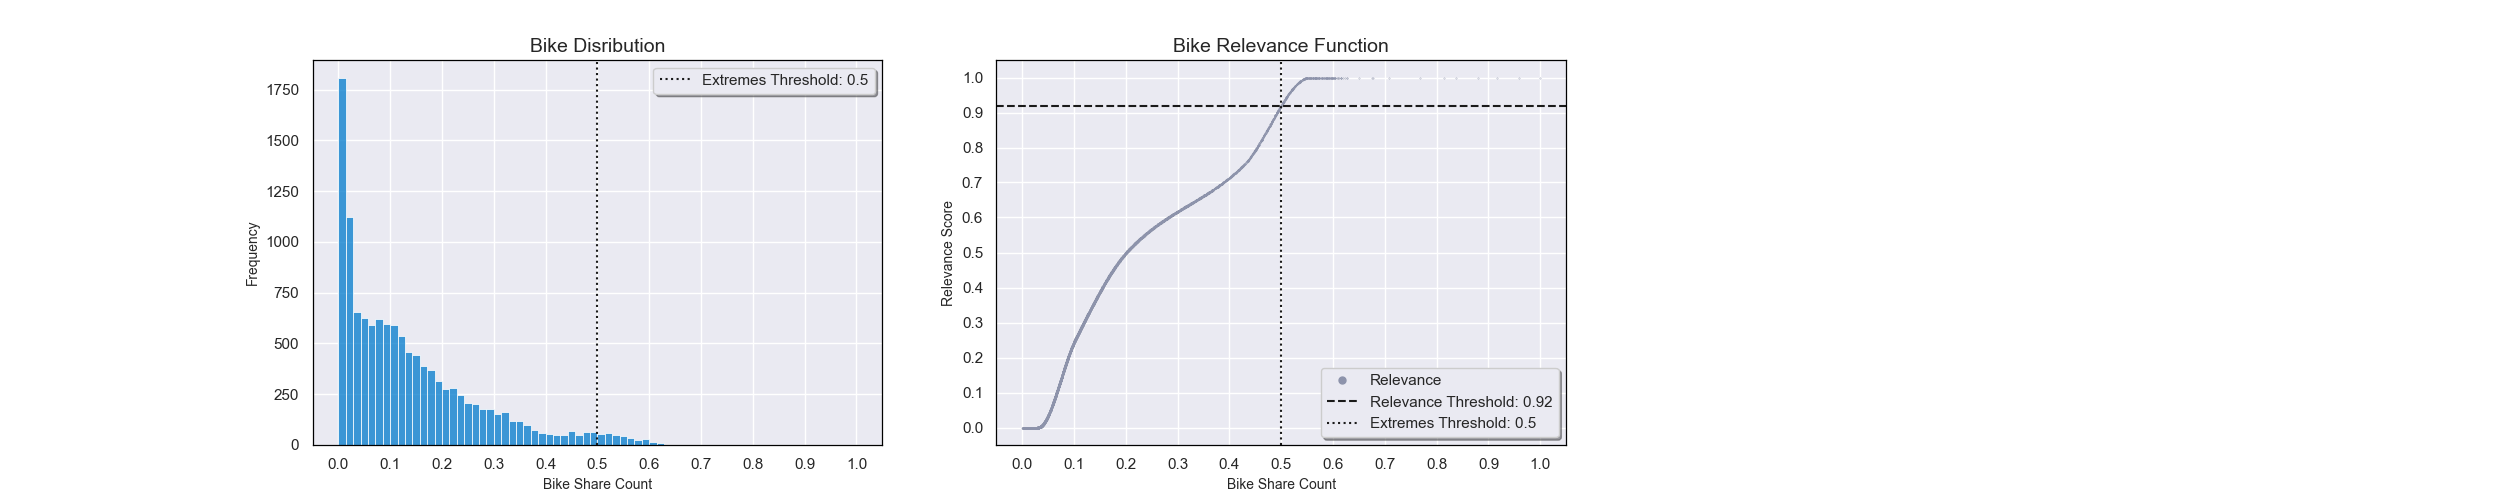 Bike Disribution
Extremes Threshold: 0.5
1750
1500
1250
1000
750
500
250
0
Frequency
0.0 0.1 0.2 0.3 0.4 0.5 0.6 0.7 0.8 0.9 1.0
Bike Share Count
Bike Relevance Function
1.0
0.9
0.8
0.7
0.6
0.5
0.4
0.3
0.2
0.1
0.0
Relevance Score
Relevance
Relevance Threshold: 0.92
Extremes Threshold: 0.5
0.0 0.1 0.2 0.3 0.4 0.5 0.6 0.7 0.8 0.9 1.0
Bike Share Count